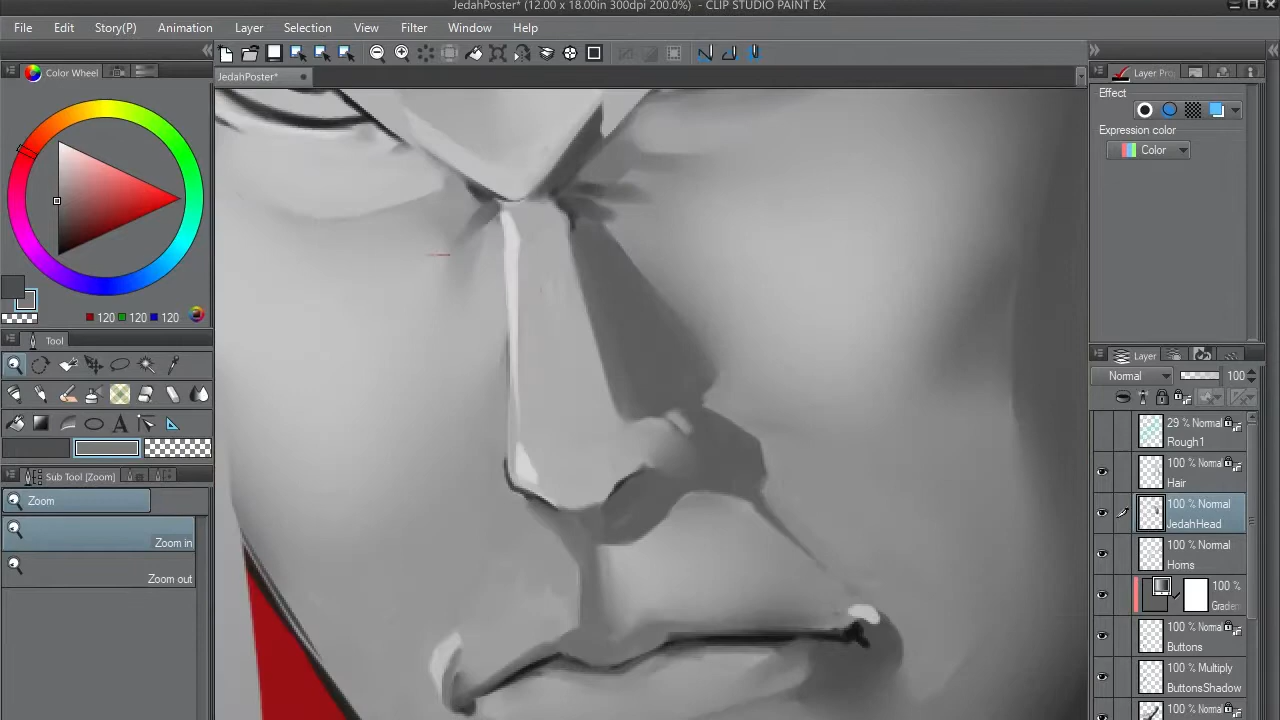 JedahPoster* (12.00 x 18.00in 300dpi 200.0%) - CLIP STUDIO PAINT EX
File Edit Story(P) Animation Layer Selection View Filter Window Help
Color Wheel
JedahPoster*
Layer Pro
Effect
Expression color
Color
120 120 120
Tool
Layer
Normal 100
29 % Normal
Rough1
100 % Normal
Hair
100 % Normal
JedahHead
100 % Normal
Horns
100 %
100 % Normal
Buttons
100 % Multiply
ButtonsShadow
100 % Normal
Sub Tool [Zoom]
Zoom
Zoom in
Zoom out
A